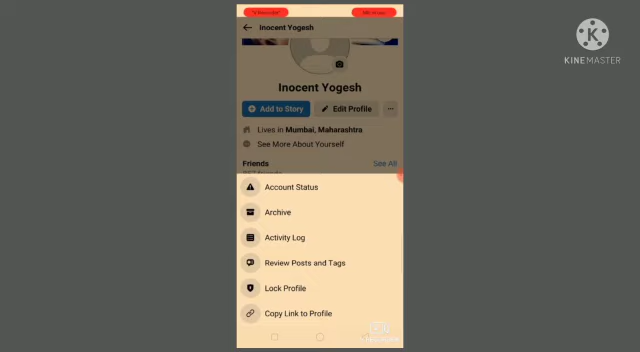 KINEMASTER
Inocent Yogesh
Inocent Yogesh
Add to Story
Edit Profile
Lives in Mumbai, Maharashtra
See More About Yourself
Friends
See All
Account Status
Archive
Activity Log
Review Posts and Tags
Lock Profile
Copy Link to Profile